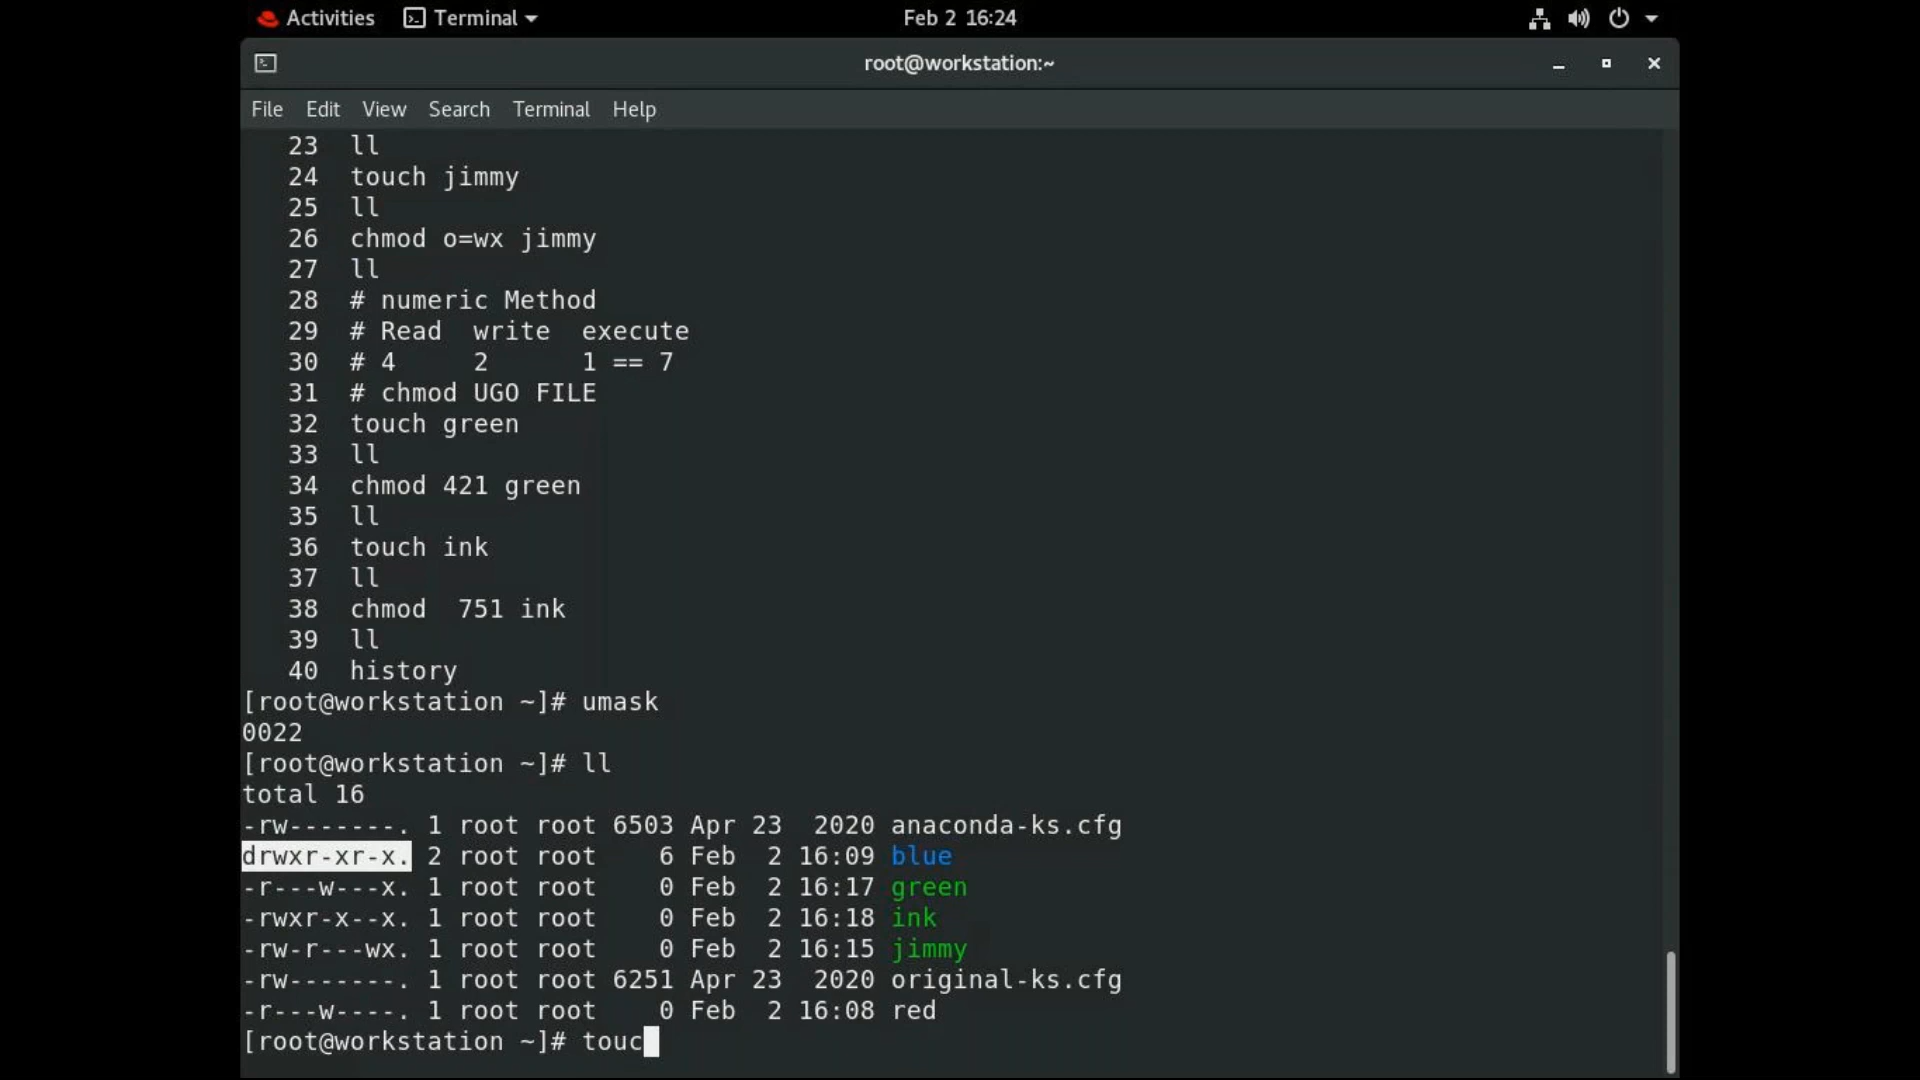 Activities Terminal Feb 2 16:24
root@workstation:~
File Edit View Search Terminal Help
23 ll
24 touch jimmy
25 ll
26 chmod o=wx jimmy
27 ll
28 # numeric Method
29 # Read write execute
30 # 4 2 1 == 7
31 # chmod UGO FILE
32 touch green
33 ll
34 chmod 421 green
35 ll
36 touch ink
37 ll
38 chmod 751 ink
39 ll
40 history
[root@workstation ~]# umask
0022
[root@workstation ~]# ll
total 16
-rw-------. 1 root root 6503 Apr 23 2020 anaconda-ks.cfg
drwxr-xr-x. 2 root root 6 Feb 2 16:09 blue
-r---w---x. 1 root root 0 Feb 2 16:17 green
-rwxr-x--x. 1 root root 0 Feb 2 16:18 ink
-rw-r---wx. 1 root root 0 Feb 2 16:15 jimmy
-rw-------. 1 root root 6251 Apr 23 2020 original-ks.cfg
-r---w----. 1 root root 0 Feb 2 16:08 red
[root@workstation ~]# touc